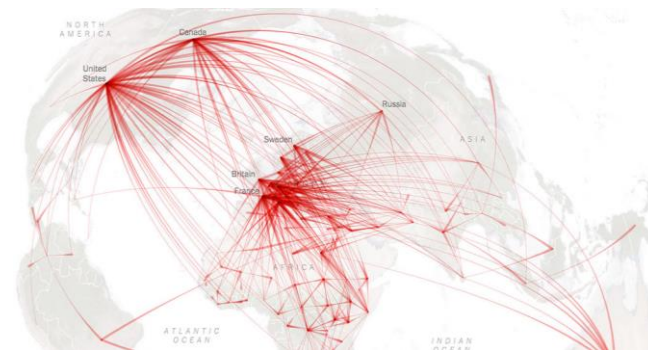 NORTH
AMERICA
Canada
United
States
Russia
Sweden
ASIA
Britain
France
AFRICA
ATLANTIC
OCEAN
INDIAN
OCEAN